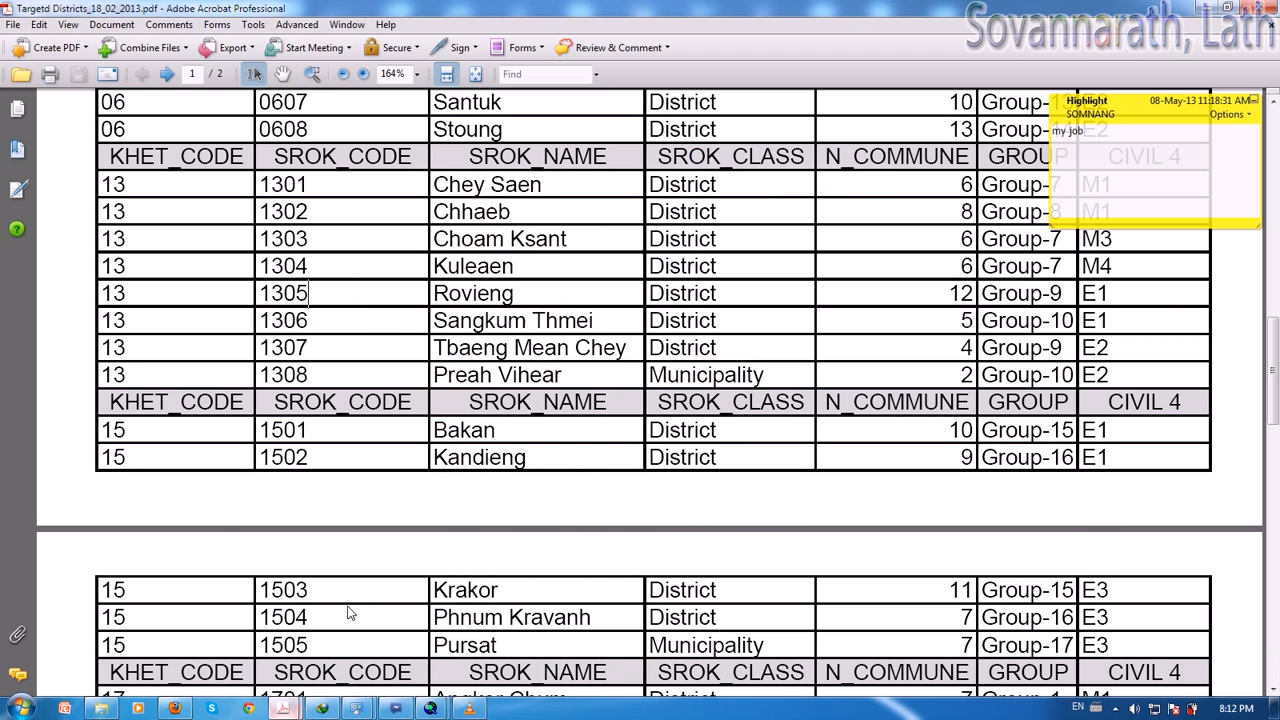 Targetd Districts_18_02_2013.pdf - Adobe Acrobat Professional
Sovannarath, Lath
File Edit View Document Comments Forms Tools Advanced Window Help
Create PDF Combine Files Export Start Meeting Secure Sign Forms Review & Comment
1 / 2 164% Find
06 0607 Santuk District 10
06 0608 Stoung District 13 E2
Highlight 08-May-13 11:18:31 AM
SOMNANG Options
my job
KHET_CODE SROK_CODE SROK_NAME SROK_CLASS N_COMMUNE GROUP CIVIL 4
13 1301 Chey Saen District 6 Group-7 M1
13 1302 Chhaeb District 8 Group-8 M1
13 1303 Choam Ksant District 6 Group-7 M3
13 1304 Kuleaen District 6 Group-7 M4
13 1305 Rovieng District 12 Group-9 E1
13 1306 Sangkum Thmei District 5 Group-10 E1
13 1307 Tbaeng Mean Chey District 4 Group-9 E2
13 1308 Preah Vihear Municipality 2 Group-10 E2
KHET_CODE SROK_CODE SROK_NAME SROK_CLASS N_COMMUNE GROUP CIVIL 4
15 1501 Bakan District 10 Group-15 E1
15 1502 Kandieng District 9 Group-16 E1
15 1503 Krakor District 11 Group-15 E3
15 1504 Phnum Kravanh District 7 Group-16 E3
15 1505 Pursat Municipality 7 Group-17 E3
KHET_CODE SROK_CODE SROK_NAME SROK_CLASS N_COMMUNE GROUP CIVIL 4
EN 8:12 PM